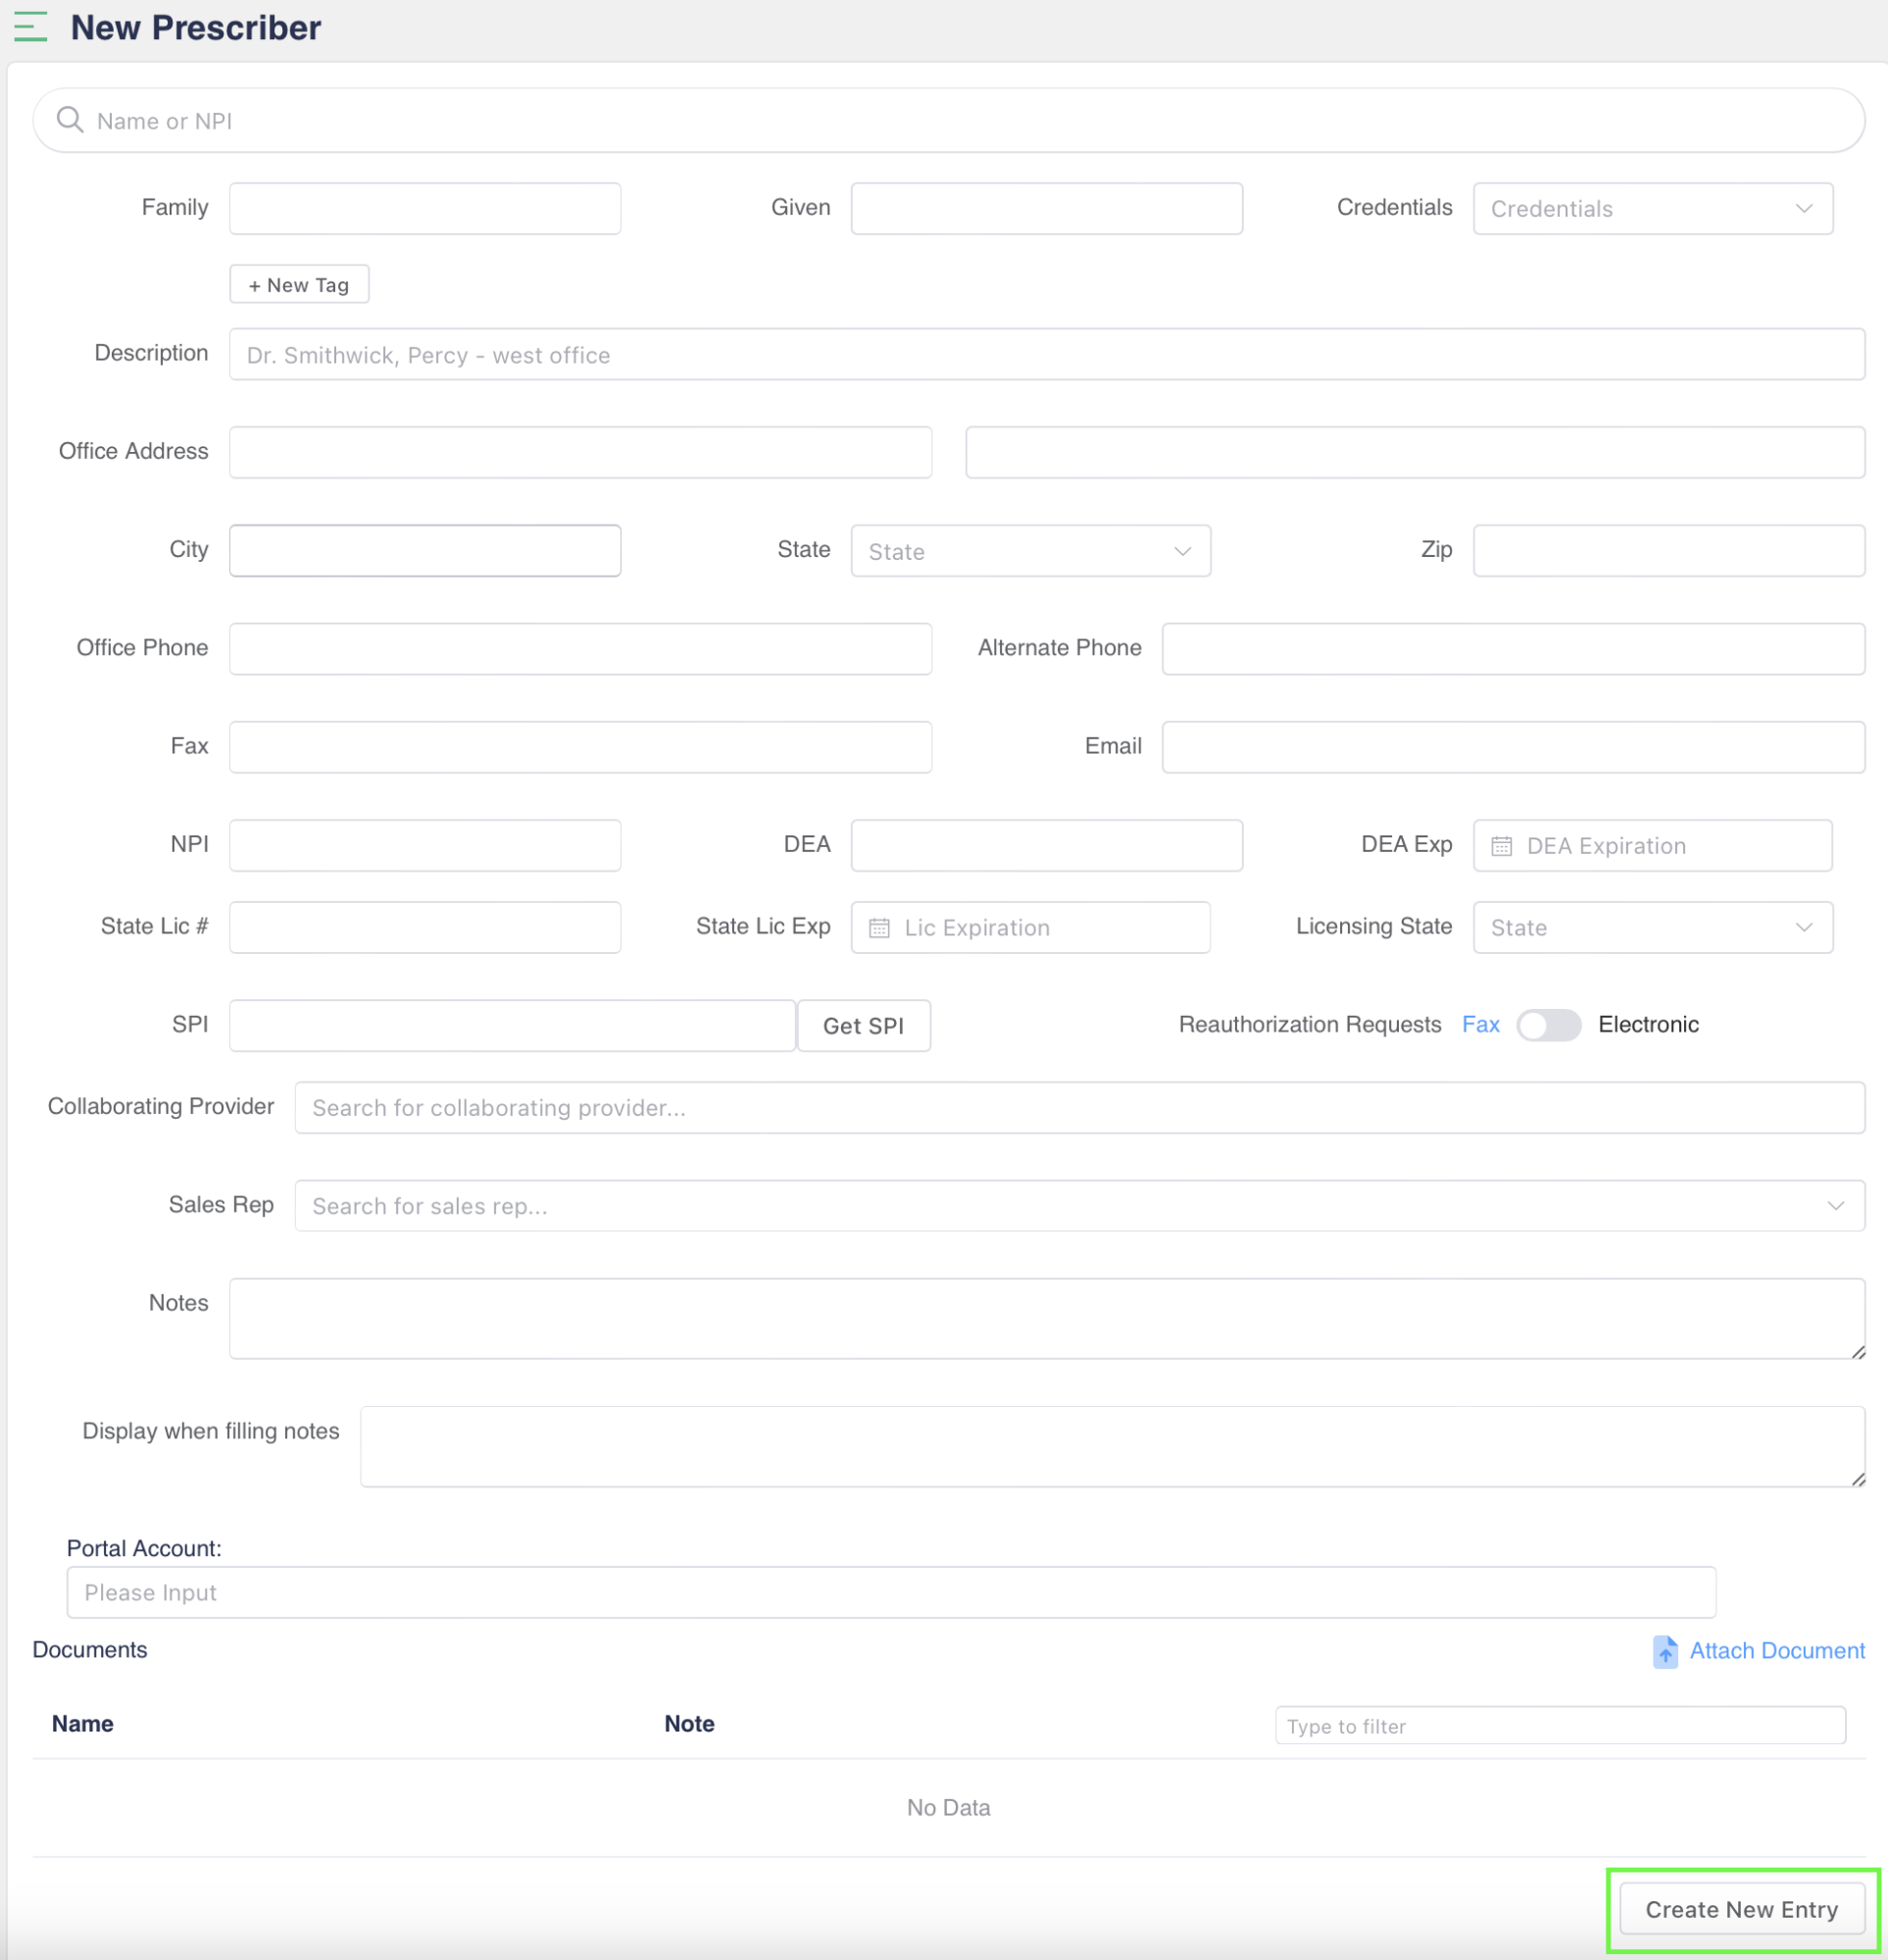 New Prescriber
Name or NPI
Family Given Credentials Credentials
+ New Tag
Description Dr. Smithwick, Percy - west office
Office Address
City State State Zip
Office Phone Alternate Phone
Fax Email
NPI DEA DEA Exp DEA Expiration
State Lic # State Lic Exp Lic Expiration Licensing State State
SPI Get SPI Reauthorization Requests Fax Electronic
Collaborating Provider Search for collaborating provider...
Sales Rep Search for sales rep...
Notes
Display when filling notes
Portal Account:
Please Input
Documents Attach Document
Name Note Type to filter
No Data
Create New Entry